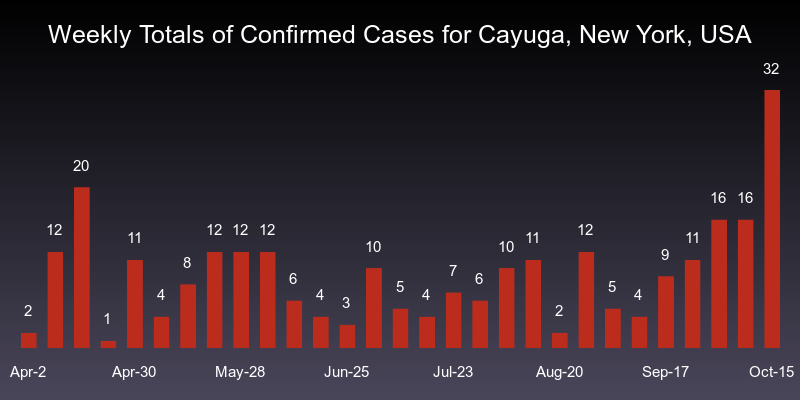 Weekly Totals of Confirmed Cases for Cayuga, New York, USA
2 12 20 1 11 4 8 12 12 12 6 4 3 10 5 4 7 6 10 11 2 12 5 4 9 11 16 16 32
Apr-2 Apr-30 May-28 Jun-25 Jul-23 Aug-20 Sep-17 Oct-15